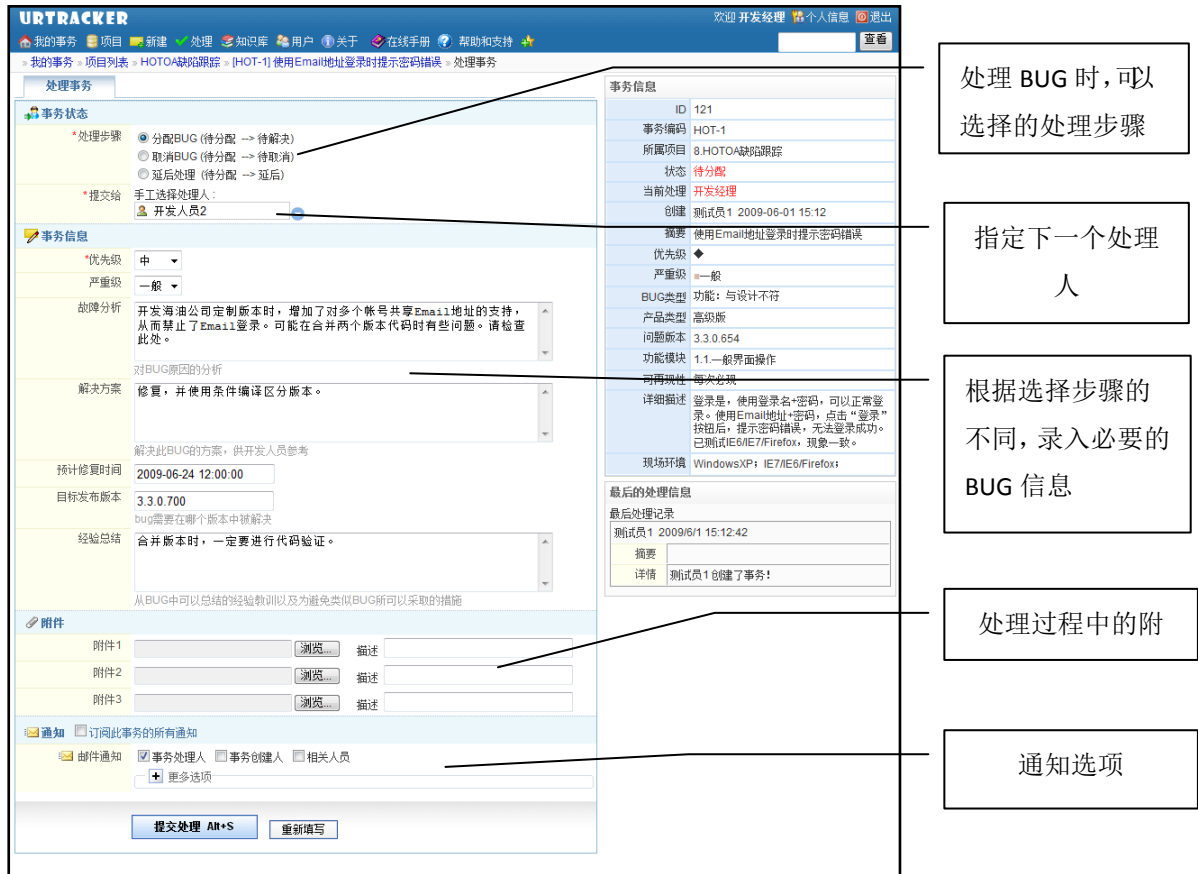 URTRACKER
欢迎 开发经理 个人信息 退出
我的事务 项目 新建 处理 知识库 用户 关于 在线手册 帮助和支持
查看
» 我的事务 » 项目列表 » HOTOA缺陷跟踪 » [HOT-1] 使用Email地址登录时提示密码错误 » 处理事务
处理事务
事务状态
*处理步骤
分配BUG (待分配 --> 待解决)
取消BUG (待分配 --> 待取消)
延后处理 (待分配 --> 延后)
*提交给
手工选择处理人:
开发人员2
事务信息
*优先级 中
严重级 一般
故障分析
开发海油公司定制版本时，增加了对多个帐号共享Email地址的支持，
从而禁止了Email登录。可能在合并两个版本代码时有些问题。请检查
此处。
对BUG原因的分析
解决方案
修复，并使用条件编译区分版本。
解决此BUG的方案，供开发人员参考
预计修复时间 2009-06-24 12:00:00
目标发布版本 3.3.0.700
bug需要在哪个版本中被解决
经验总结
合并版本时，一定要进行代码验证。
从BUG中可以总结的经验教训以及为避免类似BUG所可以采取的措施
附件
附件1 浏览... 描述
附件2 浏览... 描述
附件3 浏览... 描述
通知 订阅此事务的所有通知
邮件通知 事务处理人 事务创建人 相关人员
更多选项
提交处理 Alt+S 重新填写
事务信息
ID 121
事务编码 HOT-1
所属项目 8.HOTOA缺陷跟踪
状态 待分配
当前处理 开发经理
创建 测试员1 2009-06-01 15:12
摘要 使用Email地址登录时提示密码错误
优先级
严重级 一般
BUG类型 功能：与设计不符
产品类型 高级版
问题版本 3.3.0.654
功能模块 1.1.一般界面操作
可再现性 每次必现
详细描述 登录是，使用登录名+密码，可以正常登
录。使用Email地址+密码，点击“登录”
按钮后，提示密码错误，无法登录成功。
已测试IE6/IE7/Firefox，现象一致。
现场环境 WindowsXP；IE7/IE6/Firefox；
最后的处理信息
最后处理记录
测试员1 2009/6/1 15:12:42
摘要
详情 测试员1创建了事务!
处理 BUG 时，可以
选择的处理步骤
指定下一个处理
人
根据选择步骤的
不同，录入必要的
BUG 信息
处理过程中的附
通知选项